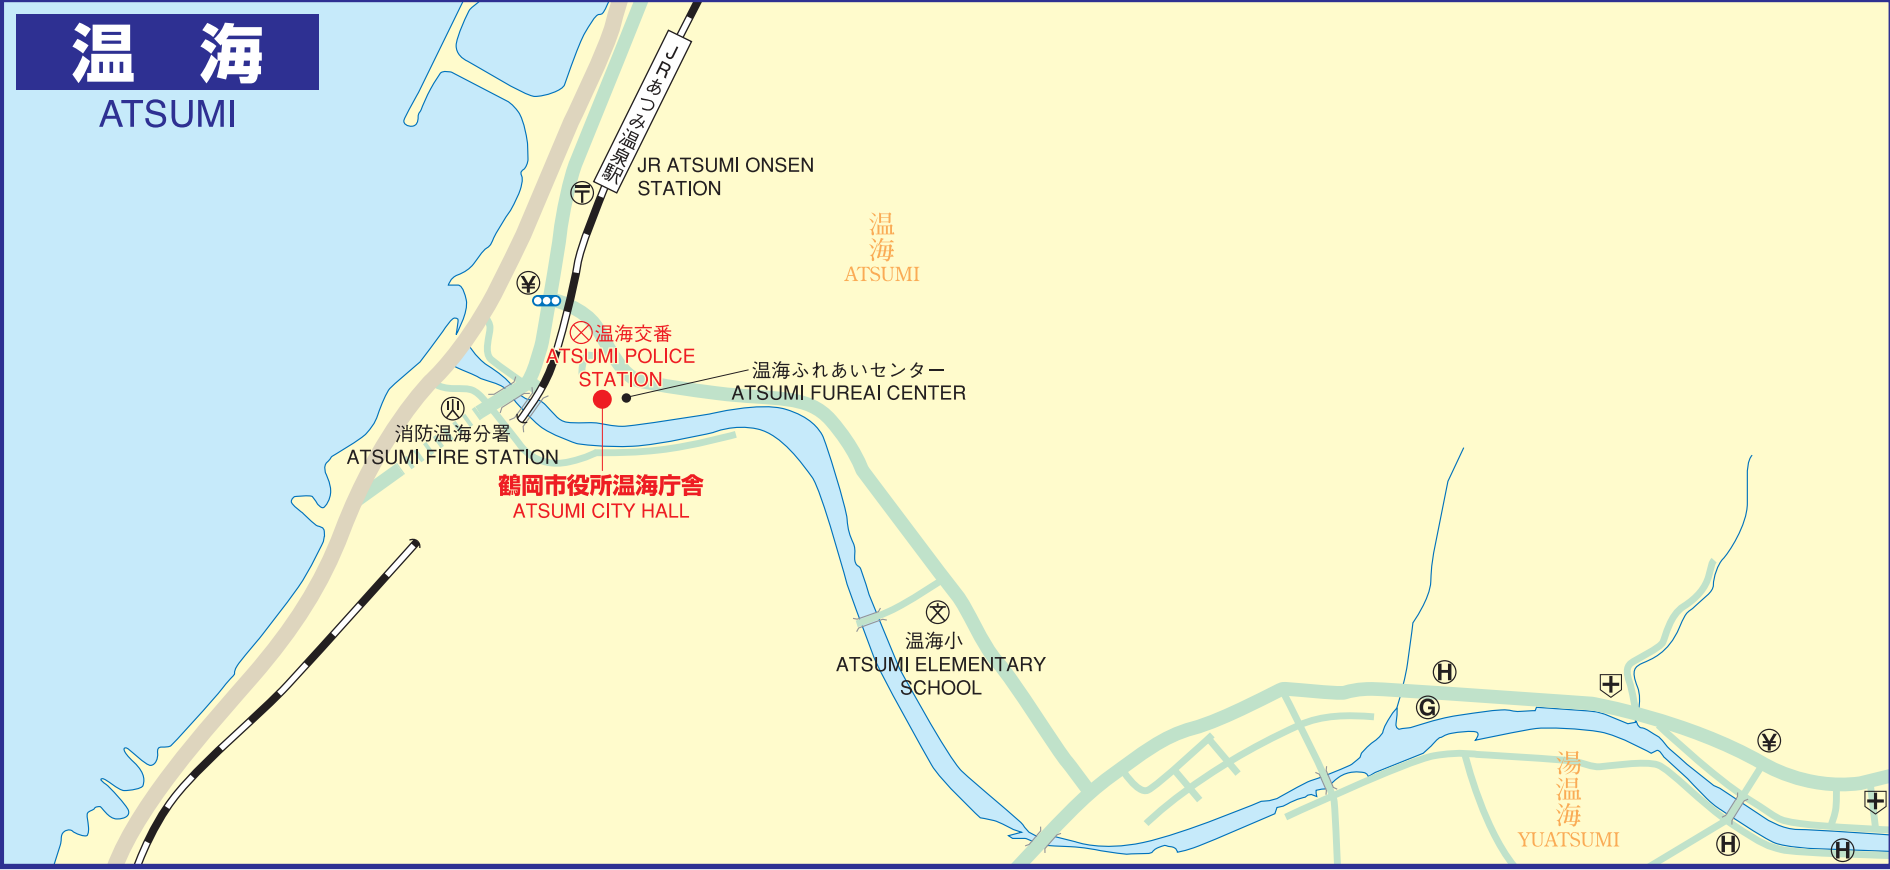 温海
ATSUMI
JRあつみ温泉駅
JR ATSUMI ONSEN
STATION
〒
温海
ATSUMI
¥
温海交番
ATSUMI POLICE
STATION
温海ふれあいセンター
ATSUMI FUREAI CENTER
火
消防温海分署
ATSUMI FIRE STATION
鶴岡市役所温海庁舎
ATSUMI CITY HALL
文
温海小
ATSUMI ELEMENTARY
SCHOOL
H
G
¥
湯温海
YUATSUMI
H
H